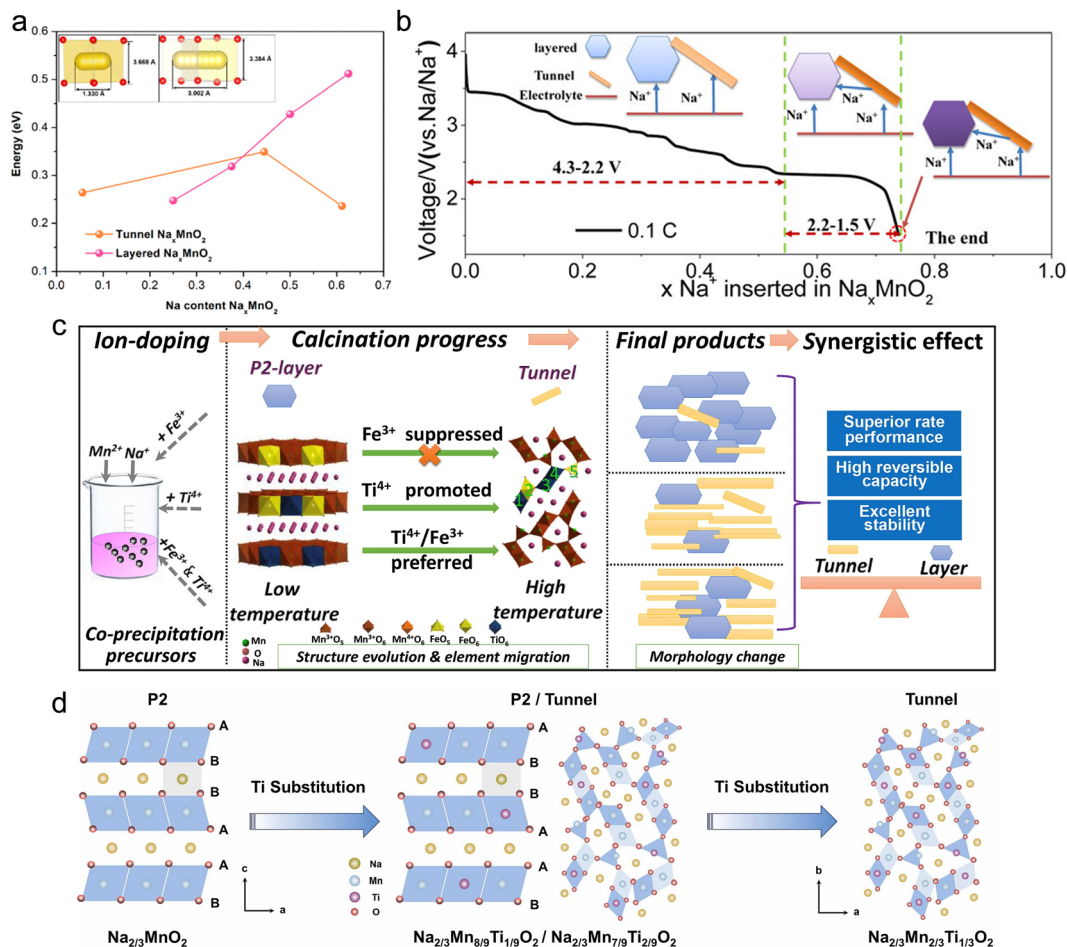 a
3.668 Å
1.330 Å
3.384 Å
3.002 Å
0.6
0.5
0.4
0.3
0.2
0.1
Energy (eV)
Tunnel NaxMnO2
Layered NaxMnO2
0.0 0.1 0.2 0.3 0.4 0.5 0.6 0.7
Na content NaxMnO2
b
Voltage/V(vs.Na/Na+)
4
3
2
1
layered
Tunnel
Electrolyte
Na+ Na+
Na+
Na+ Na+
Na+
Na+ Na+
4.3-2.2 V
2.2-1.5 V
0.1 C
The end
0.0 0.2 0.4 0.6 0.8 1.0
x Na+ inserted in NaxMnO2
c
Ion-doping
Calcination progress
Final products
Synergistic effect
Mn2+ Na+
+ Fe3+
+ Ti4+
+Fe3+
& Ti4+
Co-precipitation
precursors
P2-layer
Tunnel
Fe3+ suppressed
Ti4+ promoted
Ti4+/Fe3+
preferred
1 2 3 4 5
Low
temperature
High
temperature
Mn
O
Na
Mn3+O5 Mn3+O6 Mn4+O6 FeO5 FeO6 TiO6
Structure evolution & element migration
Morphology change
Superior rate
performance
High reversible
capacity
Excellent
stability
Tunnel
Layer
d
P2
P2 / Tunnel
Tunnel
A
B
B
A
A
B
Ti Substitution
A
B
B
A
A
B
Ti Substitution
c
a
Na
Mn
Ti
O
b
a
Na2/3MnO2
Na2/3Mn8/9Ti1/9O2 / Na2/3Mn7/9Ti2/9O2
Na2/3Mn2/3Ti1/3O2